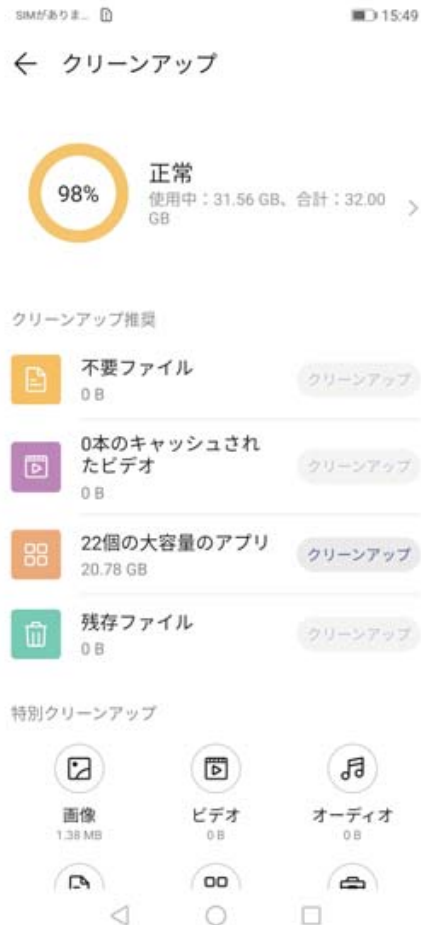 SIMがありま...
15:49
クリーンアップ
98%
正常
使用中：31.56 GB、合計：32.00
GB
クリーンアップ推奨
不要ファイル
0 B
クリーンアップ
0本のキャッシュされ
たビデオ
0 B
クリーンアップ
22個の大容量のアプリ
20.78 GB
クリーンアップ
残存ファイル
0 B
クリーンアップ
特別クリーンアップ
画像
1.38 MB
ビデオ
0 B
オーディオ
0 B